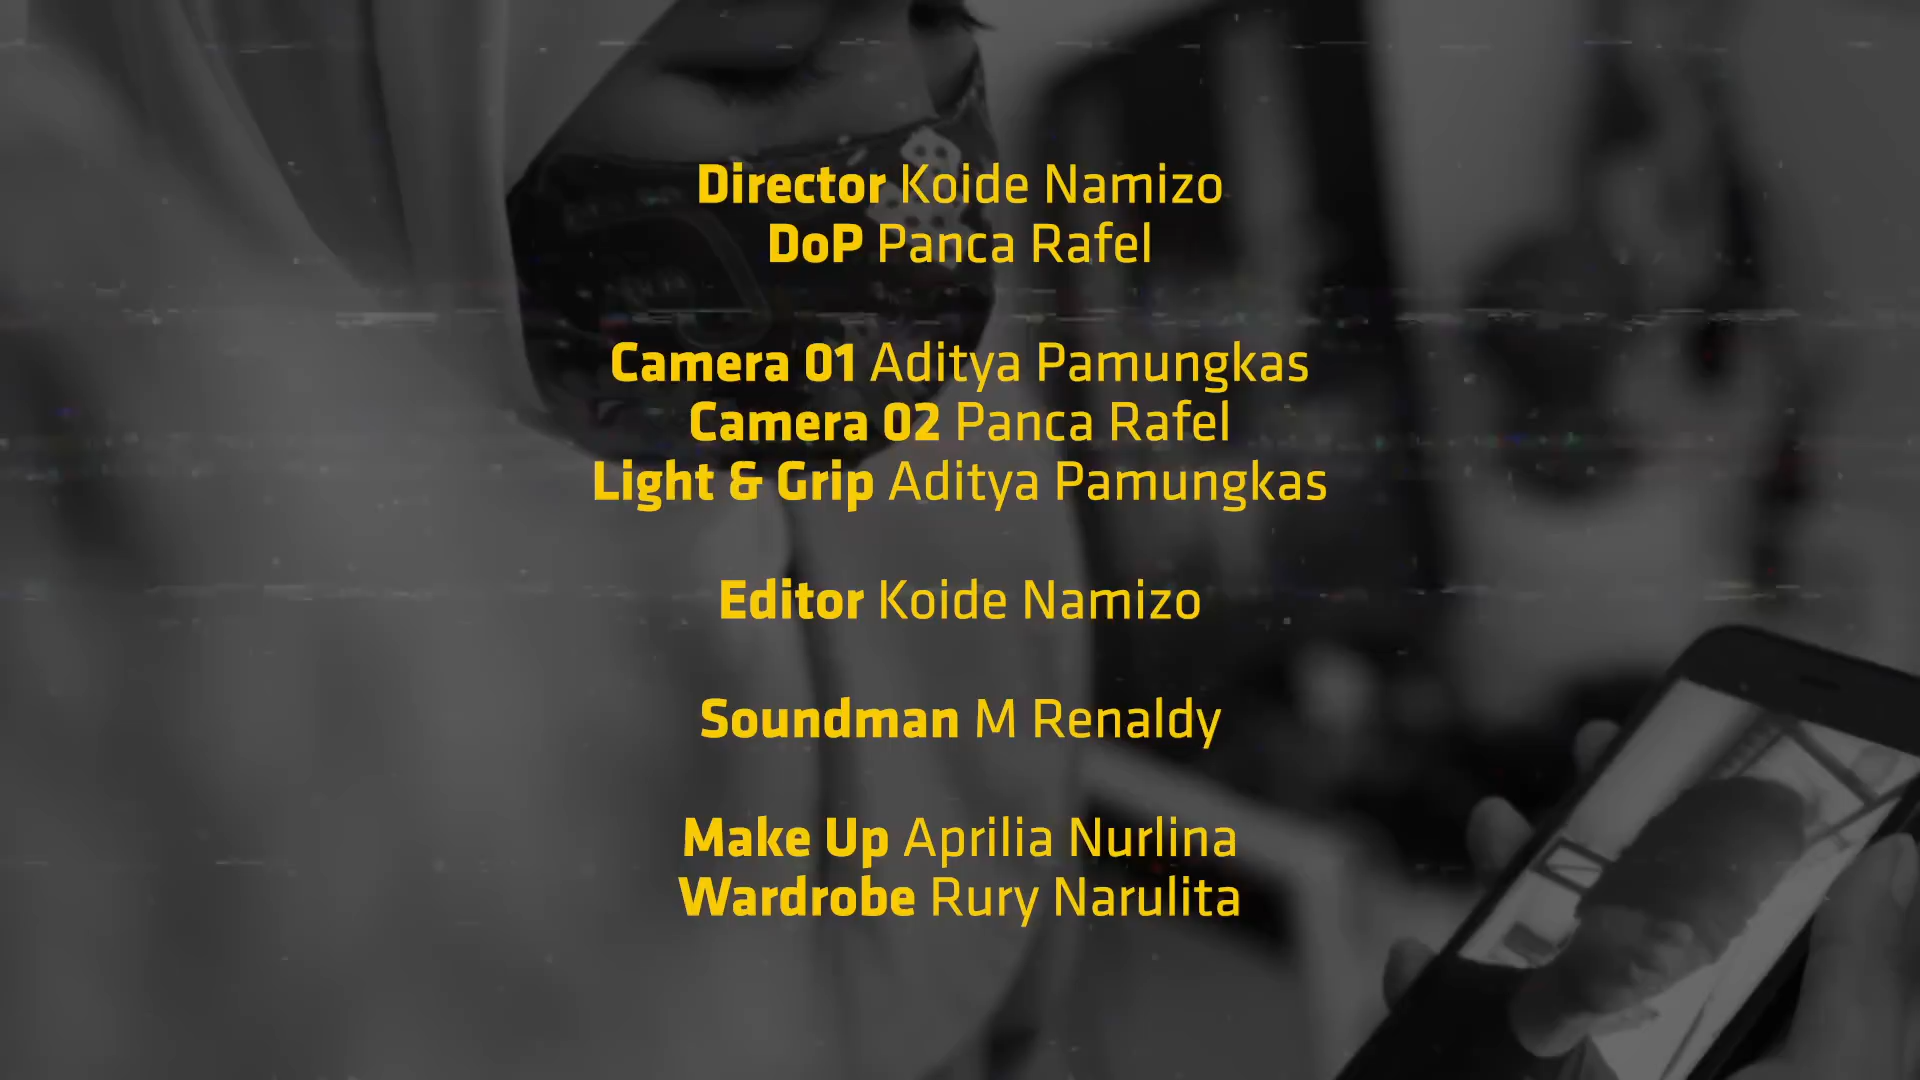 Director Koide Namizo
DoP Panca Rafel
Camera 01 Aditya Pamungkas
Camera 02 Panca Rafel
Light & Grip Aditya Pamungkas
Editor Koide Namizo
Soundman M Renaldy
Make Up Aprilia Nurlina
Wardrobe Rury Narulita